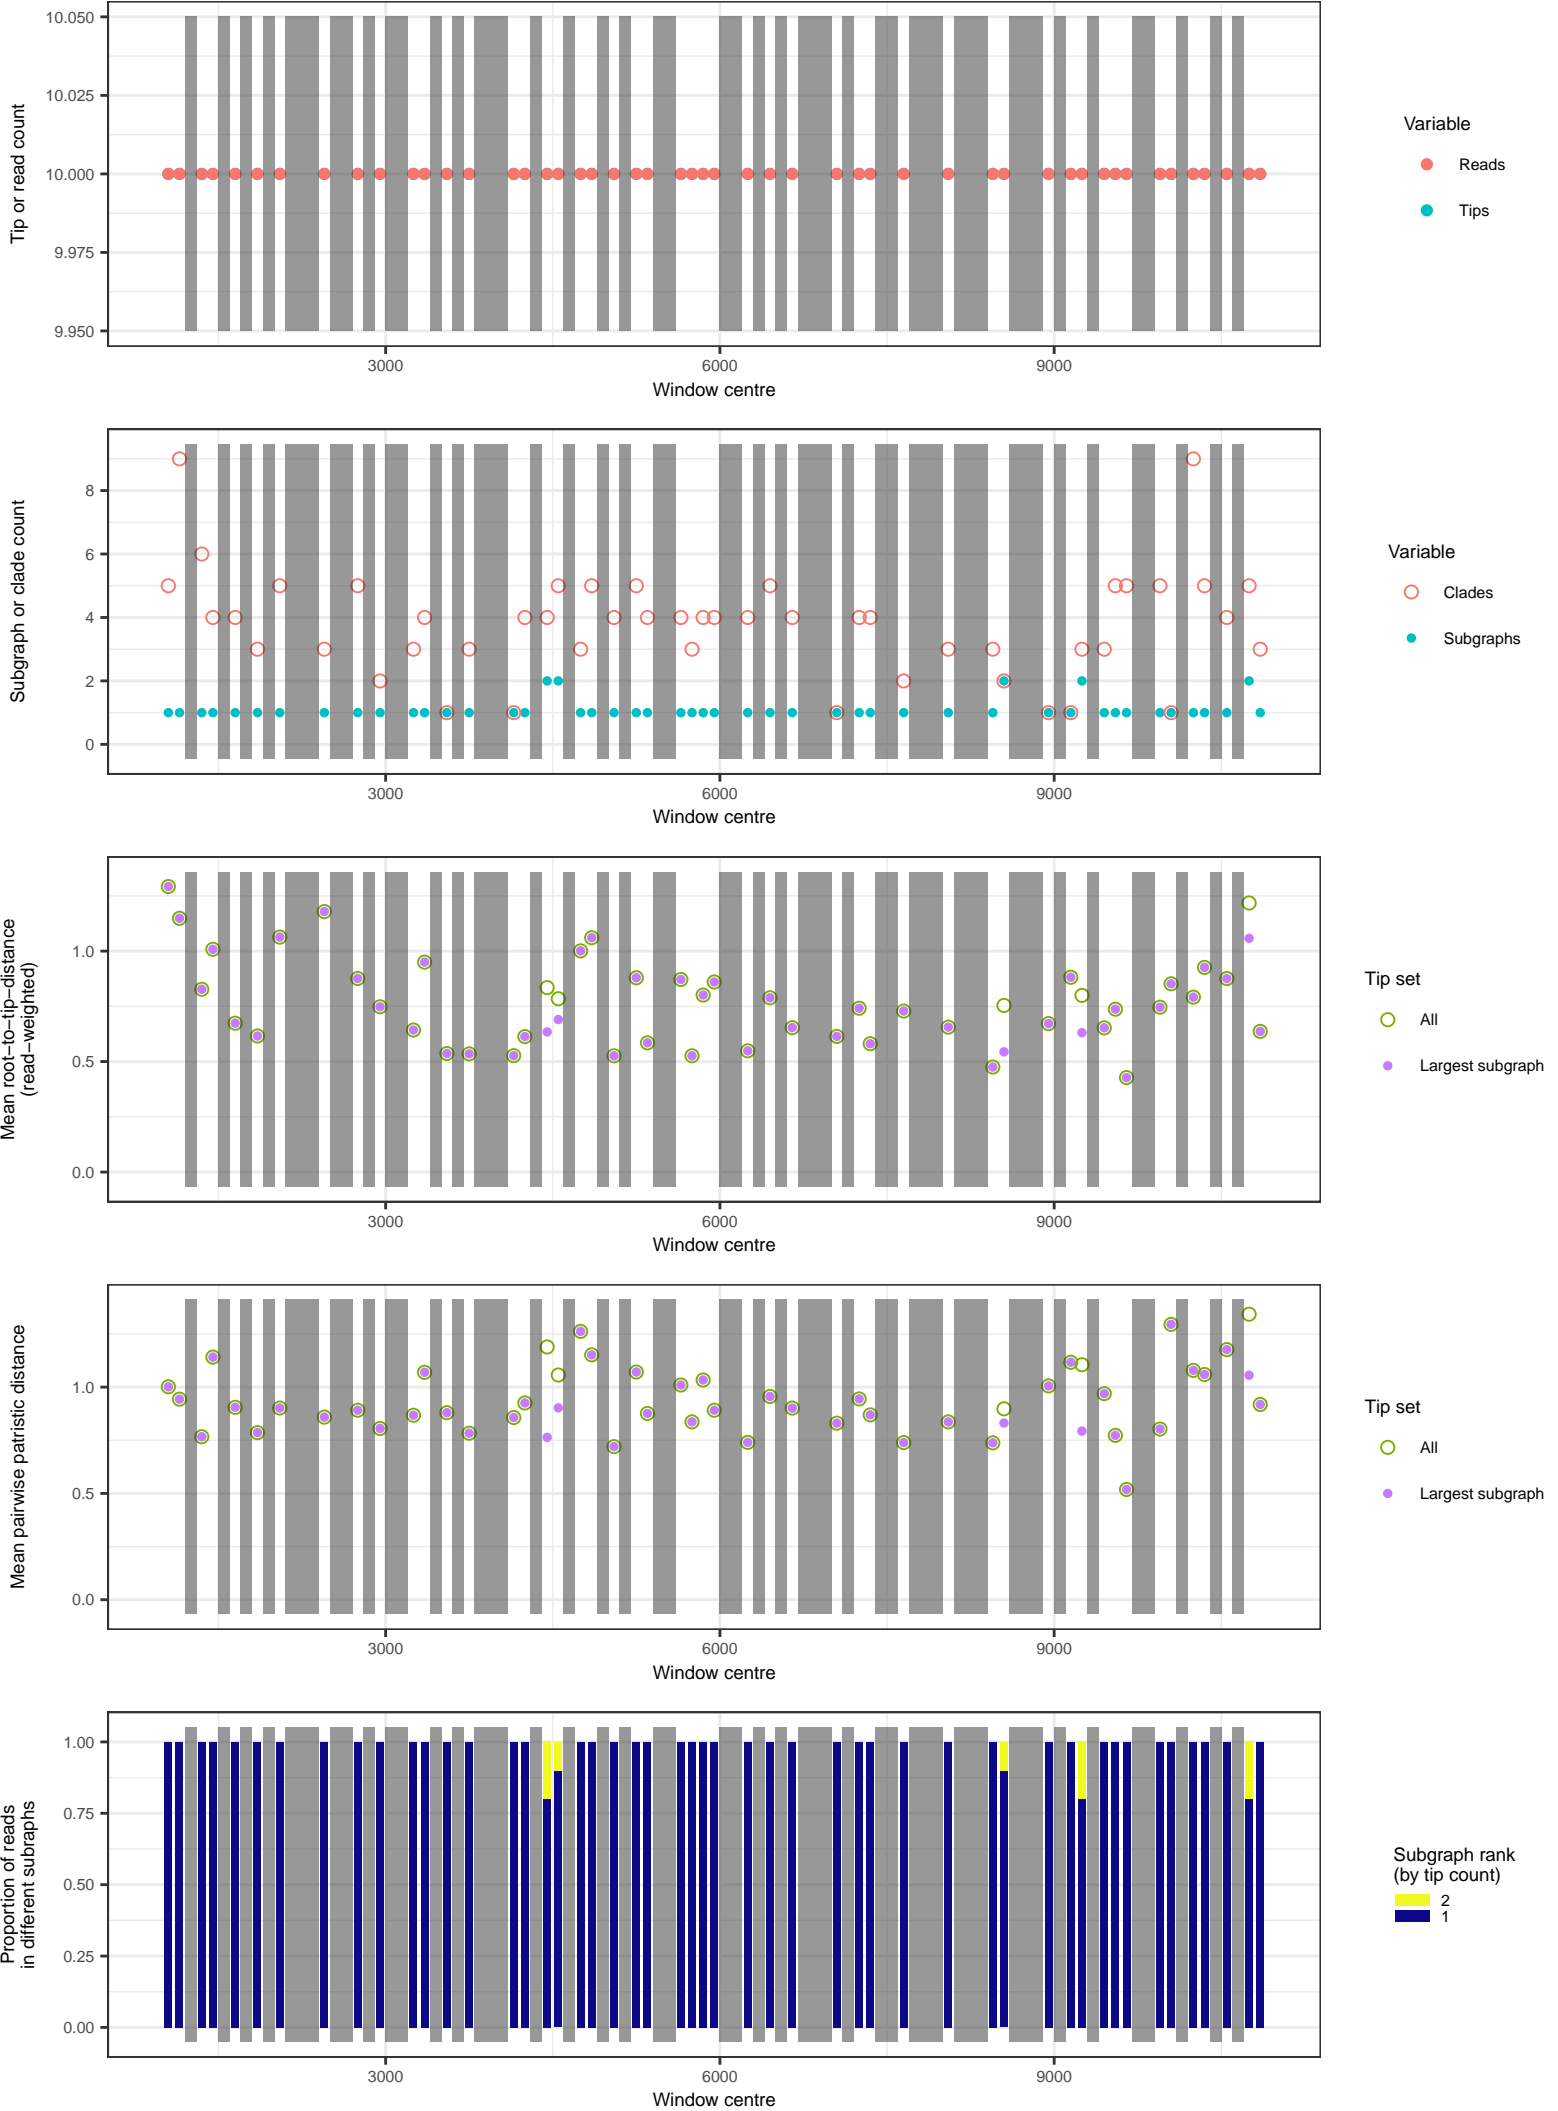 10.050
10.025
10.000
9.975
9.950
Tip or read count
3000
6000
9000
Window centre
Variable
Reads
Tips
8
6
4
2
0
Subgraph or clade count
3000
6000
9000
Window centre
Variable
Clades
Subgraphs
1.0
0.5
0.0
Mean root−to−tip−distance
(read−weighted)
3000
6000
9000
Window centre
Tip set
All
Largest subgraph
1.0
0.5
0.0
Mean pairwise patristic distance
3000
6000
9000
Window centre
Tip set
All
Largest subgraph
1.00
0.75
0.50
0.25
0.00
Proportion of reads
in different subraphs
3000
6000
9000
Window centre
Subgraph rank
(by tip count)
2
1